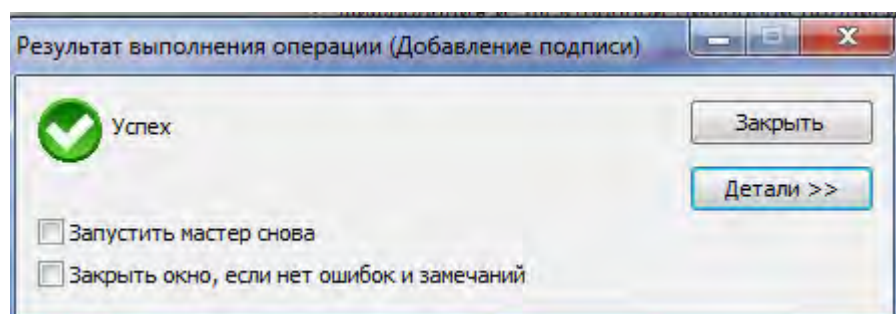 Результат выполнения операции (Добавление подписи)
Успех
Закрыть
Детали >>
Запустить мастер снова
Закрыть окно, если нет ошибок и замечаний